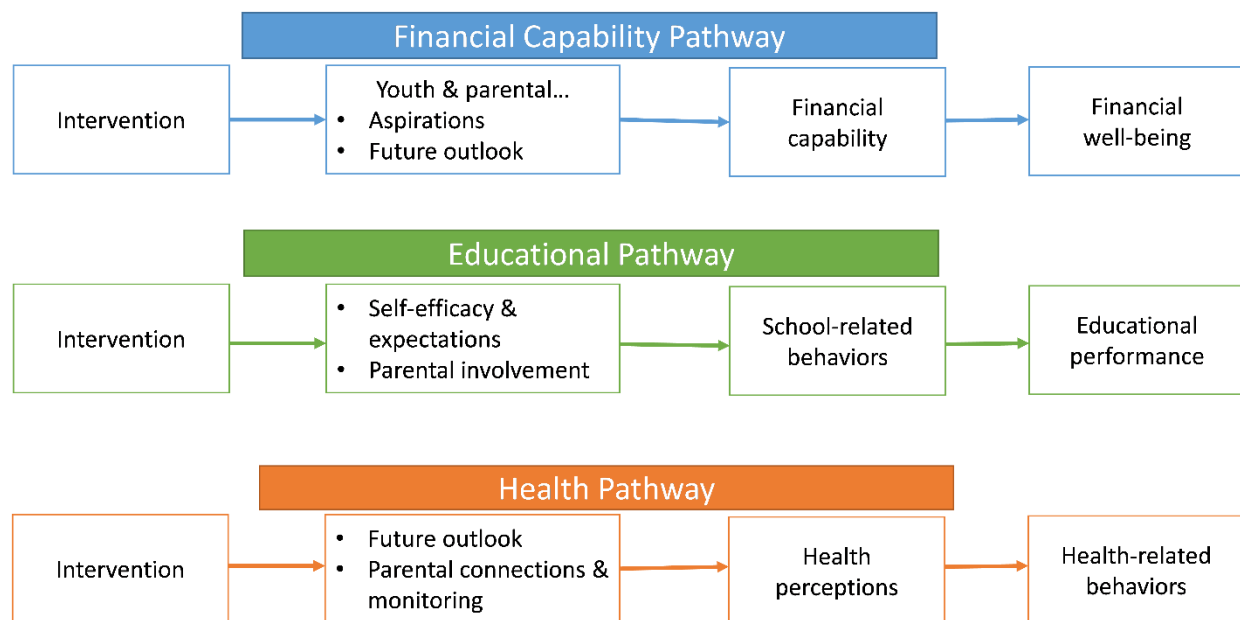 Financial Capability Pathway
Intervention
Youth & parental...
• Aspirations
• Future outlook
Financial
capability
Financial
well-being
Educational Pathway
Intervention
• Self-efficacy &
expectations
• Parental involvement
School-related
behaviors
Educational
performance
Health Pathway
Intervention
• Future outlook
• Parental connections &
monitoring
Health
perceptions
Health-related
behaviors